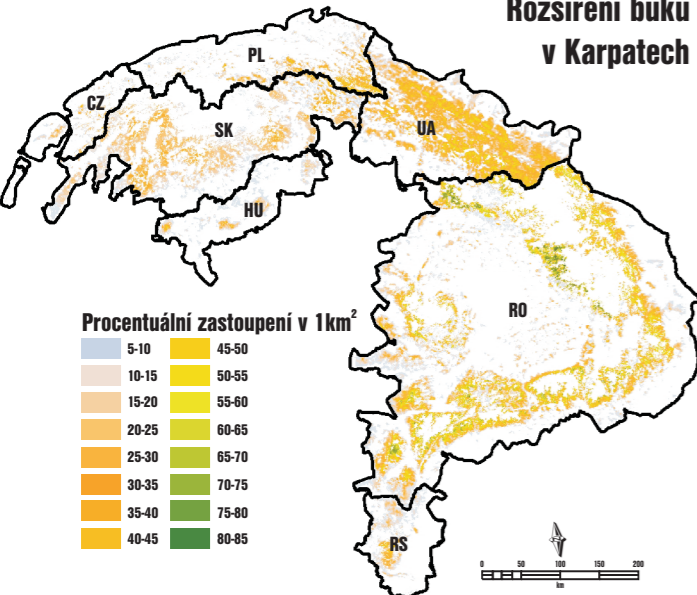 Rozšíření buku
v Karpatech
PL
CZ
SK
UA
HU
RO
RS
Procentuální zastoupení v 1km²
5-10
10-15
15-20
20-25
25-30
30-35
35-40
40-45
45-50
50-55
55-60
60-65
65-70
70-75
75-80
80-85
0 50 100 150 200
km